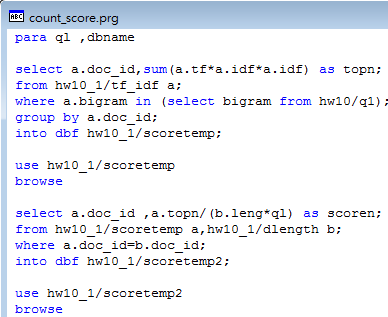 count_score.prg
para ql ,dbname
select a.doc_id,sum(a.tf*a.idf*a.idf) as topn;
from hw10_1/tf_idf a;
where a.bigram in (select bigram from hw10/q1);
group by a.doc_id;
into dbf hw10_1/scoretemp;
use hw10_1/scoretemp
browse
select a.doc_id ,a.topn/(b.leng*ql) as scoren;
from hw10_1/scoretemp a,hw10_1/dlength b;
where a.doc_id=b.doc_id;
into dbf hw10_1/scoretemp2;
use hw10_1/scoretemp2
browse